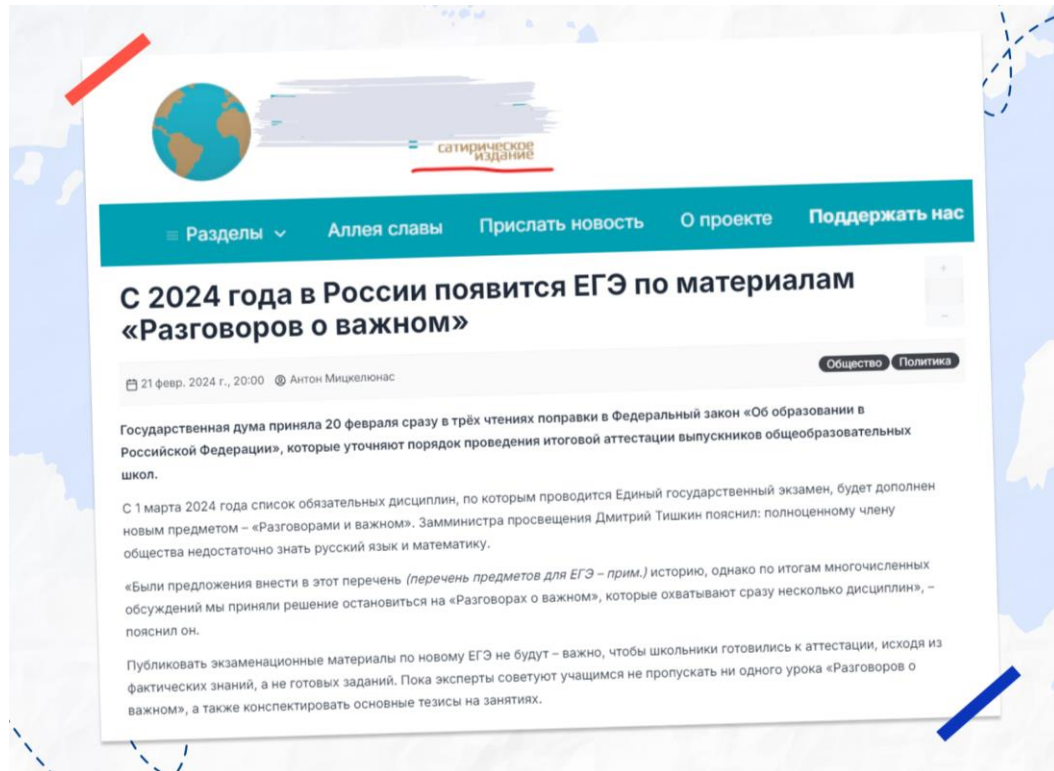 сатирическое
издание
Разделы
Аллея славы
Прислать новость
О проекте
Поддержать нас
С 2024 года в России появится ЕГЭ по материалам
«Разговоров о важном»
21 февр. 2024 г., 20:00 Антон Мицкелюнас
Общество Политика
Государственная дума приняла 20 февраля сразу в трёх чтениях поправки в Федеральный закон «Об образовании в
Российской Федерации», которые уточняют порядок проведения итоговой аттестации выпускников общеобразовательных
школ.
С 1 марта 2024 года список обязательных дисциплин, по которым проводится Единый государственный экзамен, будет дополнен
новым предметом – «Разговорами и важном». Замминистра просвещения Дмитрий Тишкин пояснил: полноценному члену
общества недостаточно знать русский язык и математику.
«Были предложения внести в этот перечень (перечень предметов для ЕГЭ – прим.) историю, однако по итогам многочисленных
обсуждений мы приняли решение остановиться на «Разговорах о важном», которые охватывают сразу несколько дисциплин», –
пояснил он.
Публиковать экзаменационные материалы по новому ЕГЭ не будут – важно, чтобы школьники готовились к аттестации, исходя из
фактических знаний, а не готовых заданий. Пока эксперты советуют учащимся не пропускать ни одного урока «Разговоров о
важном», а также конспектировать основные тезисы на занятиях.